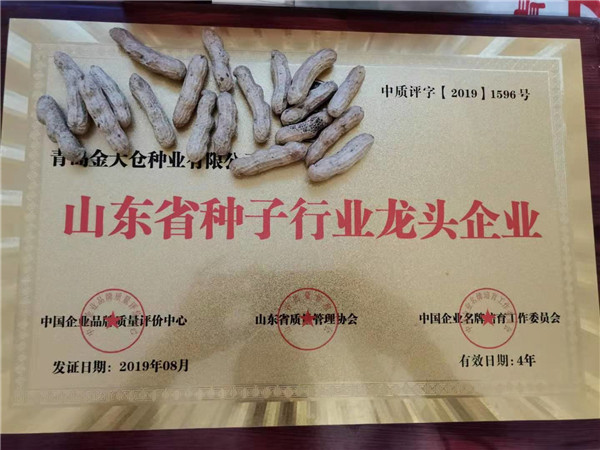 中质评字【2019】1596号
青岛金大仓种业有限公
山东省种子行业龙头企业
中国企业品牌质量评价中心
山东省质量管理协会
中国企业名牌培育工作委员会
发证日期：2019年08月
有效日期：4年